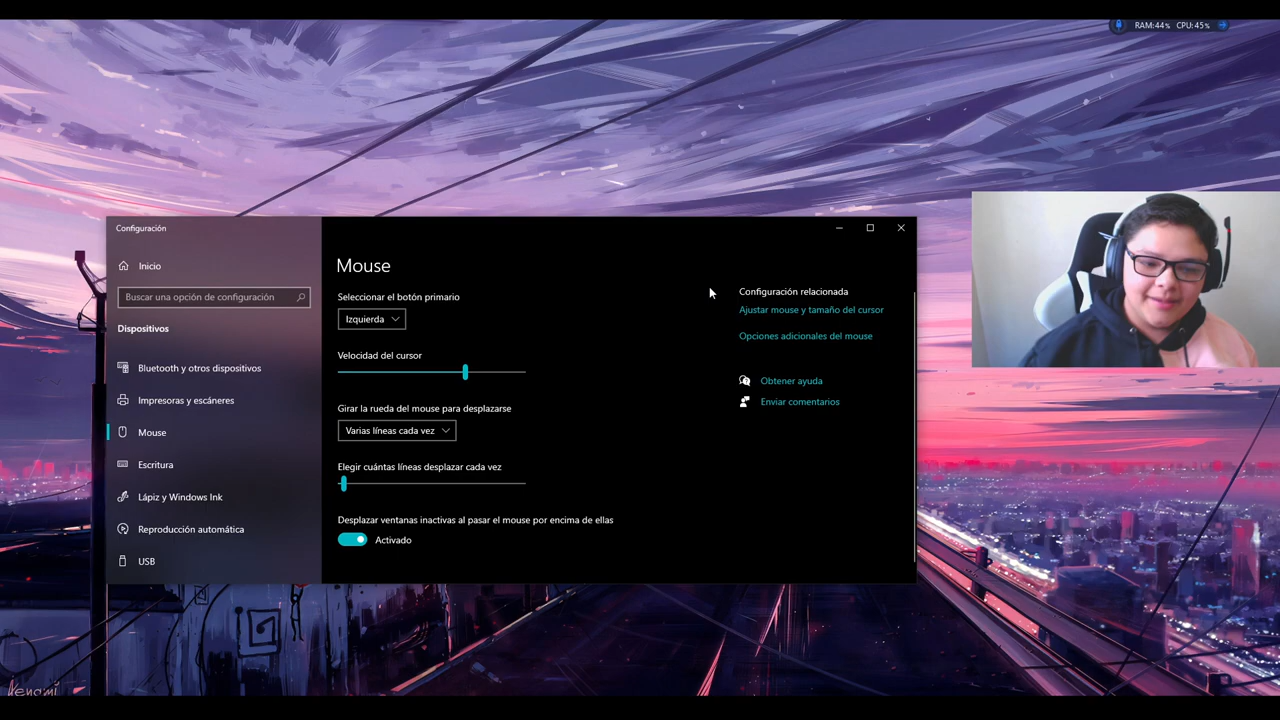 RAM:44% CPU:45%
Configuración
Inicio
Buscar una opción de configuración
Dispositivos
Bluetooth y otros dispositivos
Impresoras y escáneres
Mouse
Escritura
Lápiz y Windows Ink
Reproducción automática
USB
Mouse
Seleccionar el botón primario
Izquierda
Velocidad del cursor
Girar la rueda del mouse para desplazarse
Varias líneas cada vez
Elegir cuántas líneas desplazar cada vez
Desplazar ventanas inactivas al pasar el mouse por encima de ellas
Activado
Configuración relacionada
Ajustar mouse y tamaño del cursor
Opciones adicionales del mouse
Obtener ayuda
Enviar comentarios